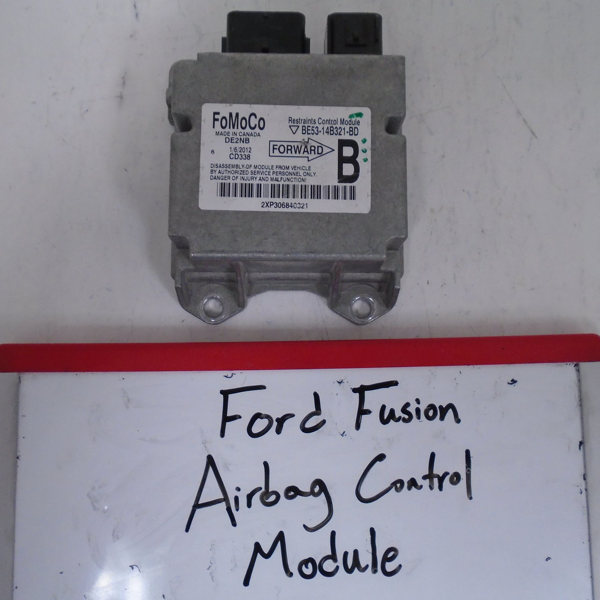 FoMoCo
MADE IN CANADA
DE2NB
6 1/6/2012
CD338
Restraints Control Module
BE53-14B321-BD
FORWARD
B
DISASSEMBLY OF MODULE FROM VEHICLE
BY AUTHORIZED SERVICE PERSONNEL ONLY.
DANGER OF INJURY AND MALFUNCTION!
2XP306840321
Ford Fusion
Airbag Control
Module